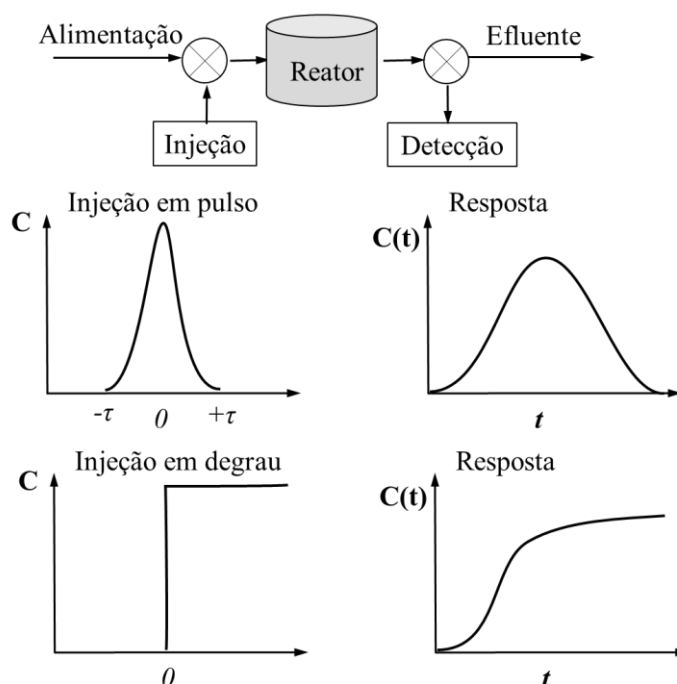 Alimentação
Efluente
Reator
Injeção
Detecção
Injeção em pulso
Resposta
C
C(t)
-τ 0 +τ
t
Injeção em degrau
Resposta
C
C(t)
0
t